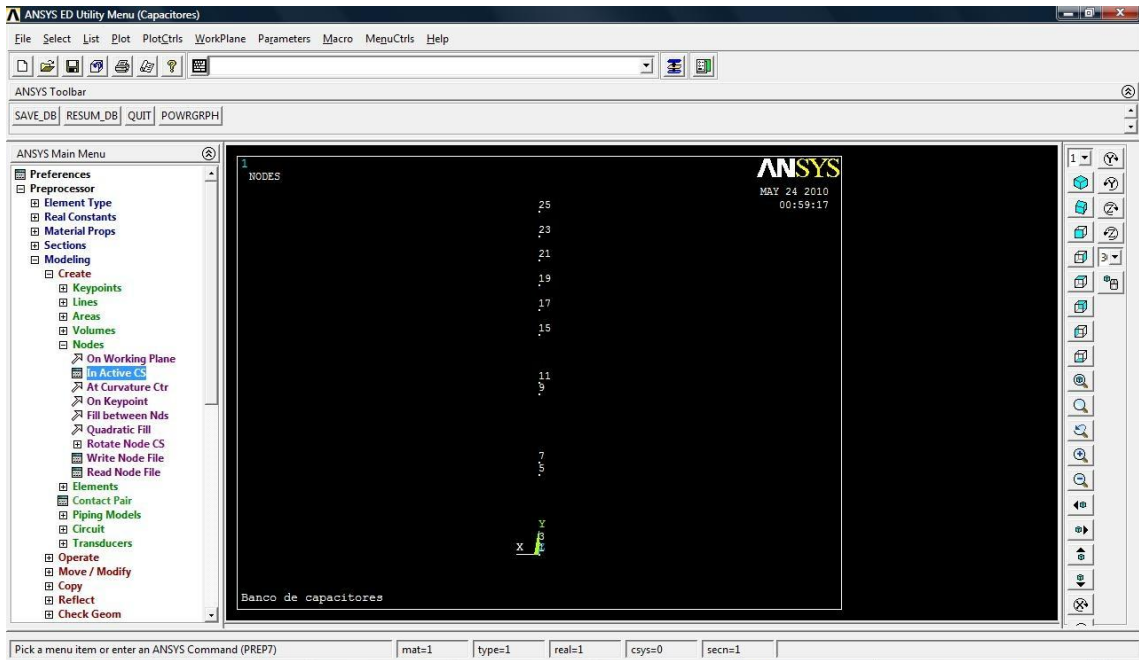 ANSYS ED Utility Menu (Capacitores)
File Select List Plot PlotCtrls WorkPlane Parameters Macro MenuCtrls Help
ANSYS Toolbar
SAVE_DB RESUM_DB QUIT POWRGRPH
ANSYS Main Menu
Preferences
Preprocessor
Element Type
Real Constants
Material Props
Sections
Modeling
Create
Keypoints
Lines
Areas
Volumes
Nodes
On Working Plane
In Active CS
At Curvature Ctr
On Keypoint
Fill between Nds
Quadratic Fill
Rotate Node CS
Write Node File
Read Node File
Elements
Contact Pair
Piping Models
Circuit
Transducers
Operate
Move / Modify
Copy
Reflect
Check Geom
1
NODES
ANSYS
MAY 24 2010
00:59:17
25
23
21
19
17
15
11
9
7
5
Y
3
X
Banco de capacitores
1
Pick a menu item or enter an ANSYS Command (PREP7) mat=1 type=1 real=1 csys=0 secn=1